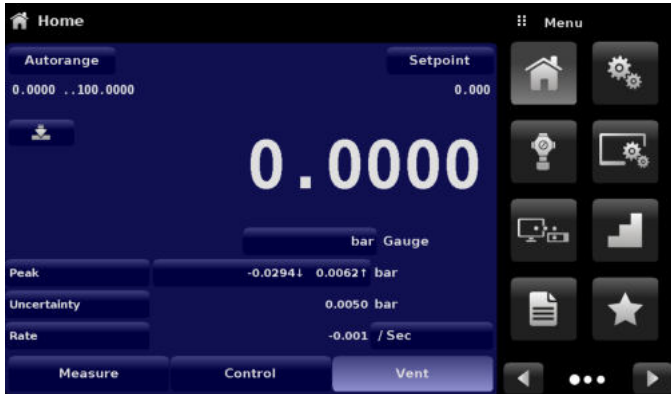 Home
Menu
Autorange Setpoint
0.0000 ..100.0000 0.000
0.0000
bar Gauge
Peak -0.0294↓ 0.0062↑ bar
Uncertainty 0.0050 bar
Rate -0.001 / Sec
Measure Control Vent